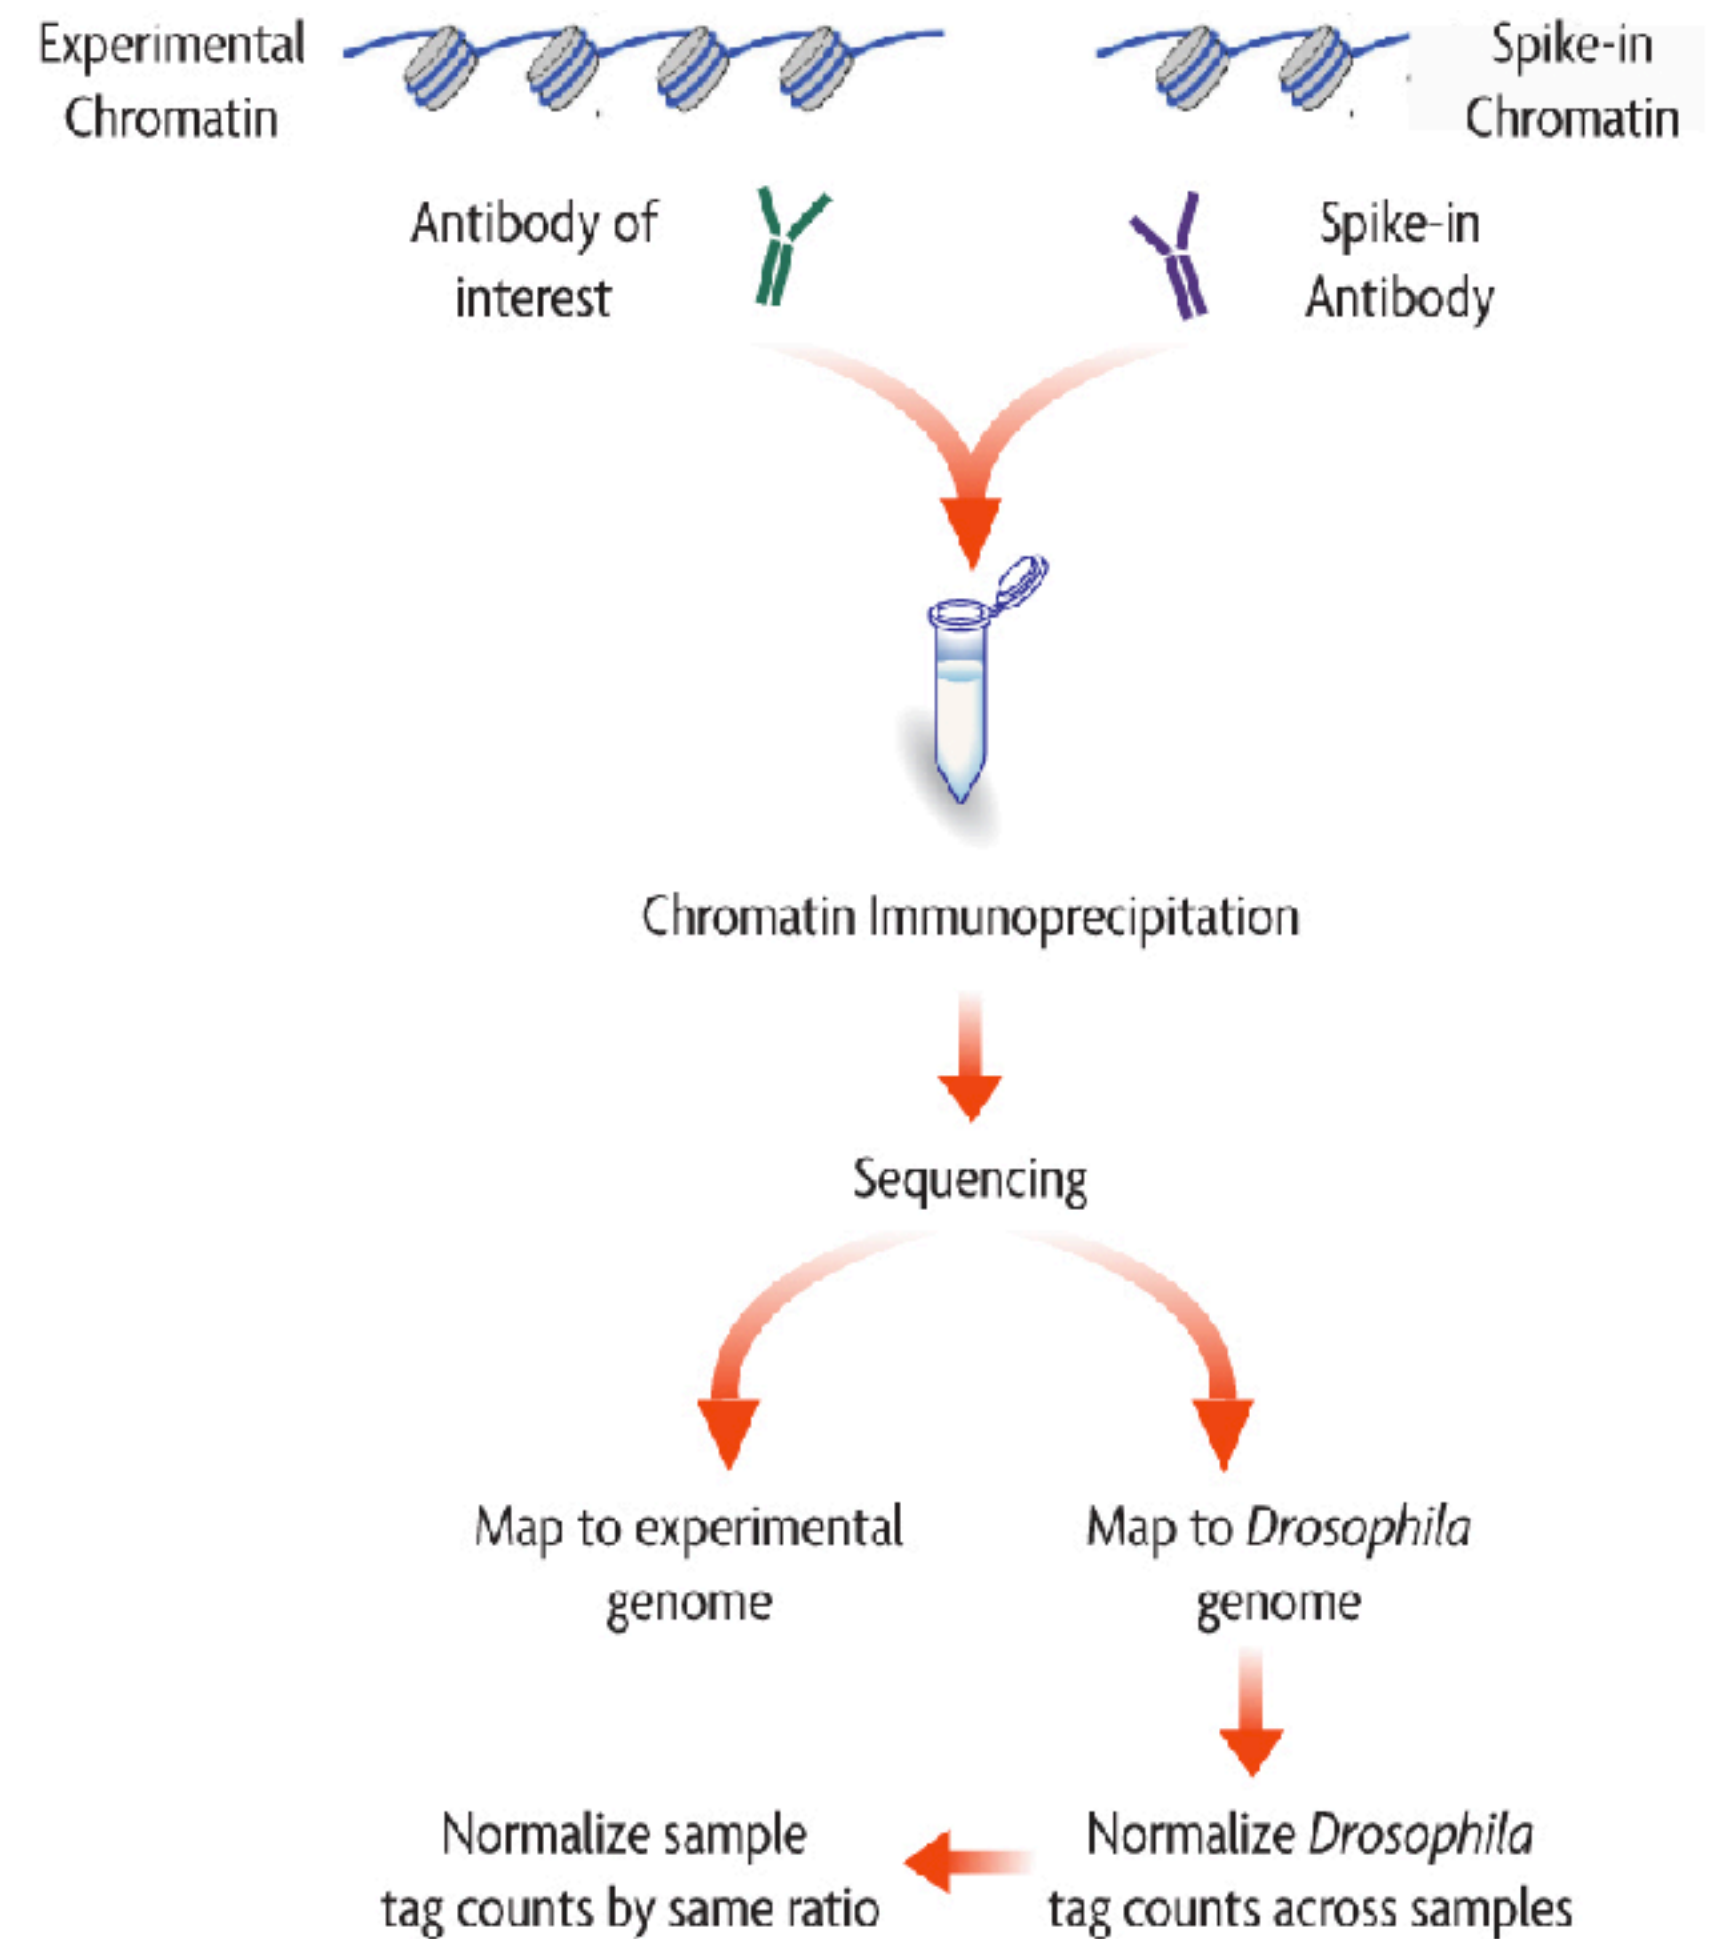 Experimental
Chromatin
Spike-in
Chromatin
Antibody of
interest
Spike-in
Antibody
Chromatin Immunoprecipitation
Sequencing
Map to experimental
genome
Map to Drosophila
genome
Normalize sample
tag counts by same ratio
Normalize Drosophila
tag counts across samples